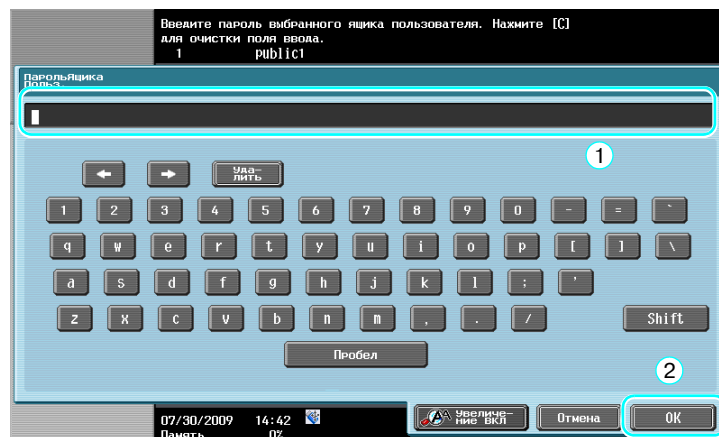 Введите пароль выбранного ящика пользователя. Нажмите [C]
для очистки поля ввода.
1 public1
ПарольЯщика
Польз.
1
Уда-
лить
1 2 3 4 5 6 7 8 9 0 - = `
q w e r t y u i o p [ ] \
a s d f g h j k l ; '
z x c v b n m , . / Shift
Пробел
2
Увеличе-
ние ВКЛ
Отмена
OK
07/30/2009 14:42
Память 0%